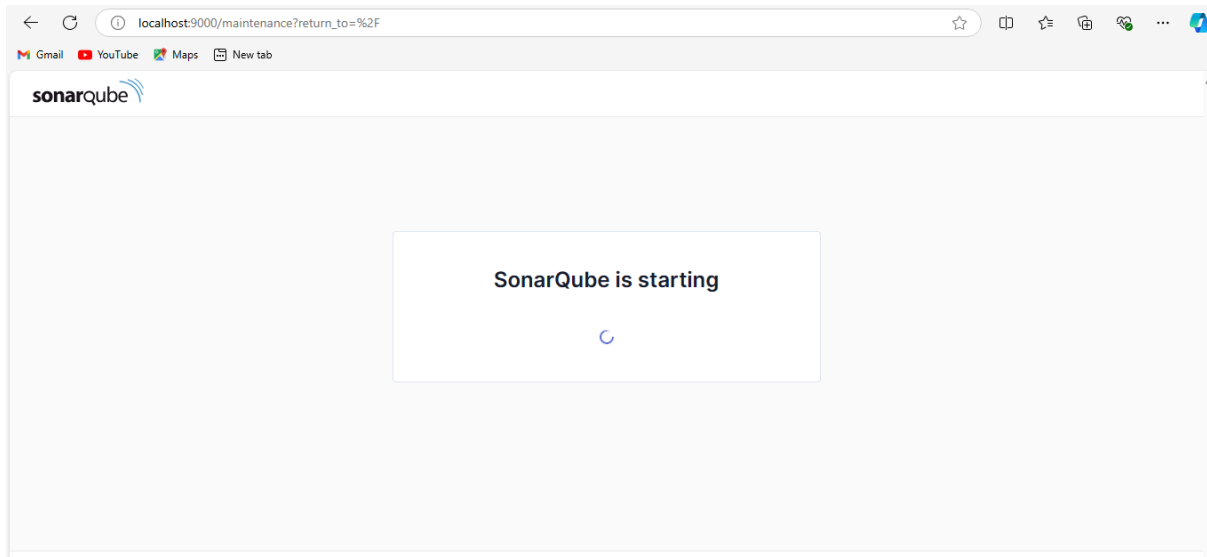 localhost:9000/maintenance?return_to=%2F
Gmail YouTube Maps New tab
sonarqube
SonarQube is starting